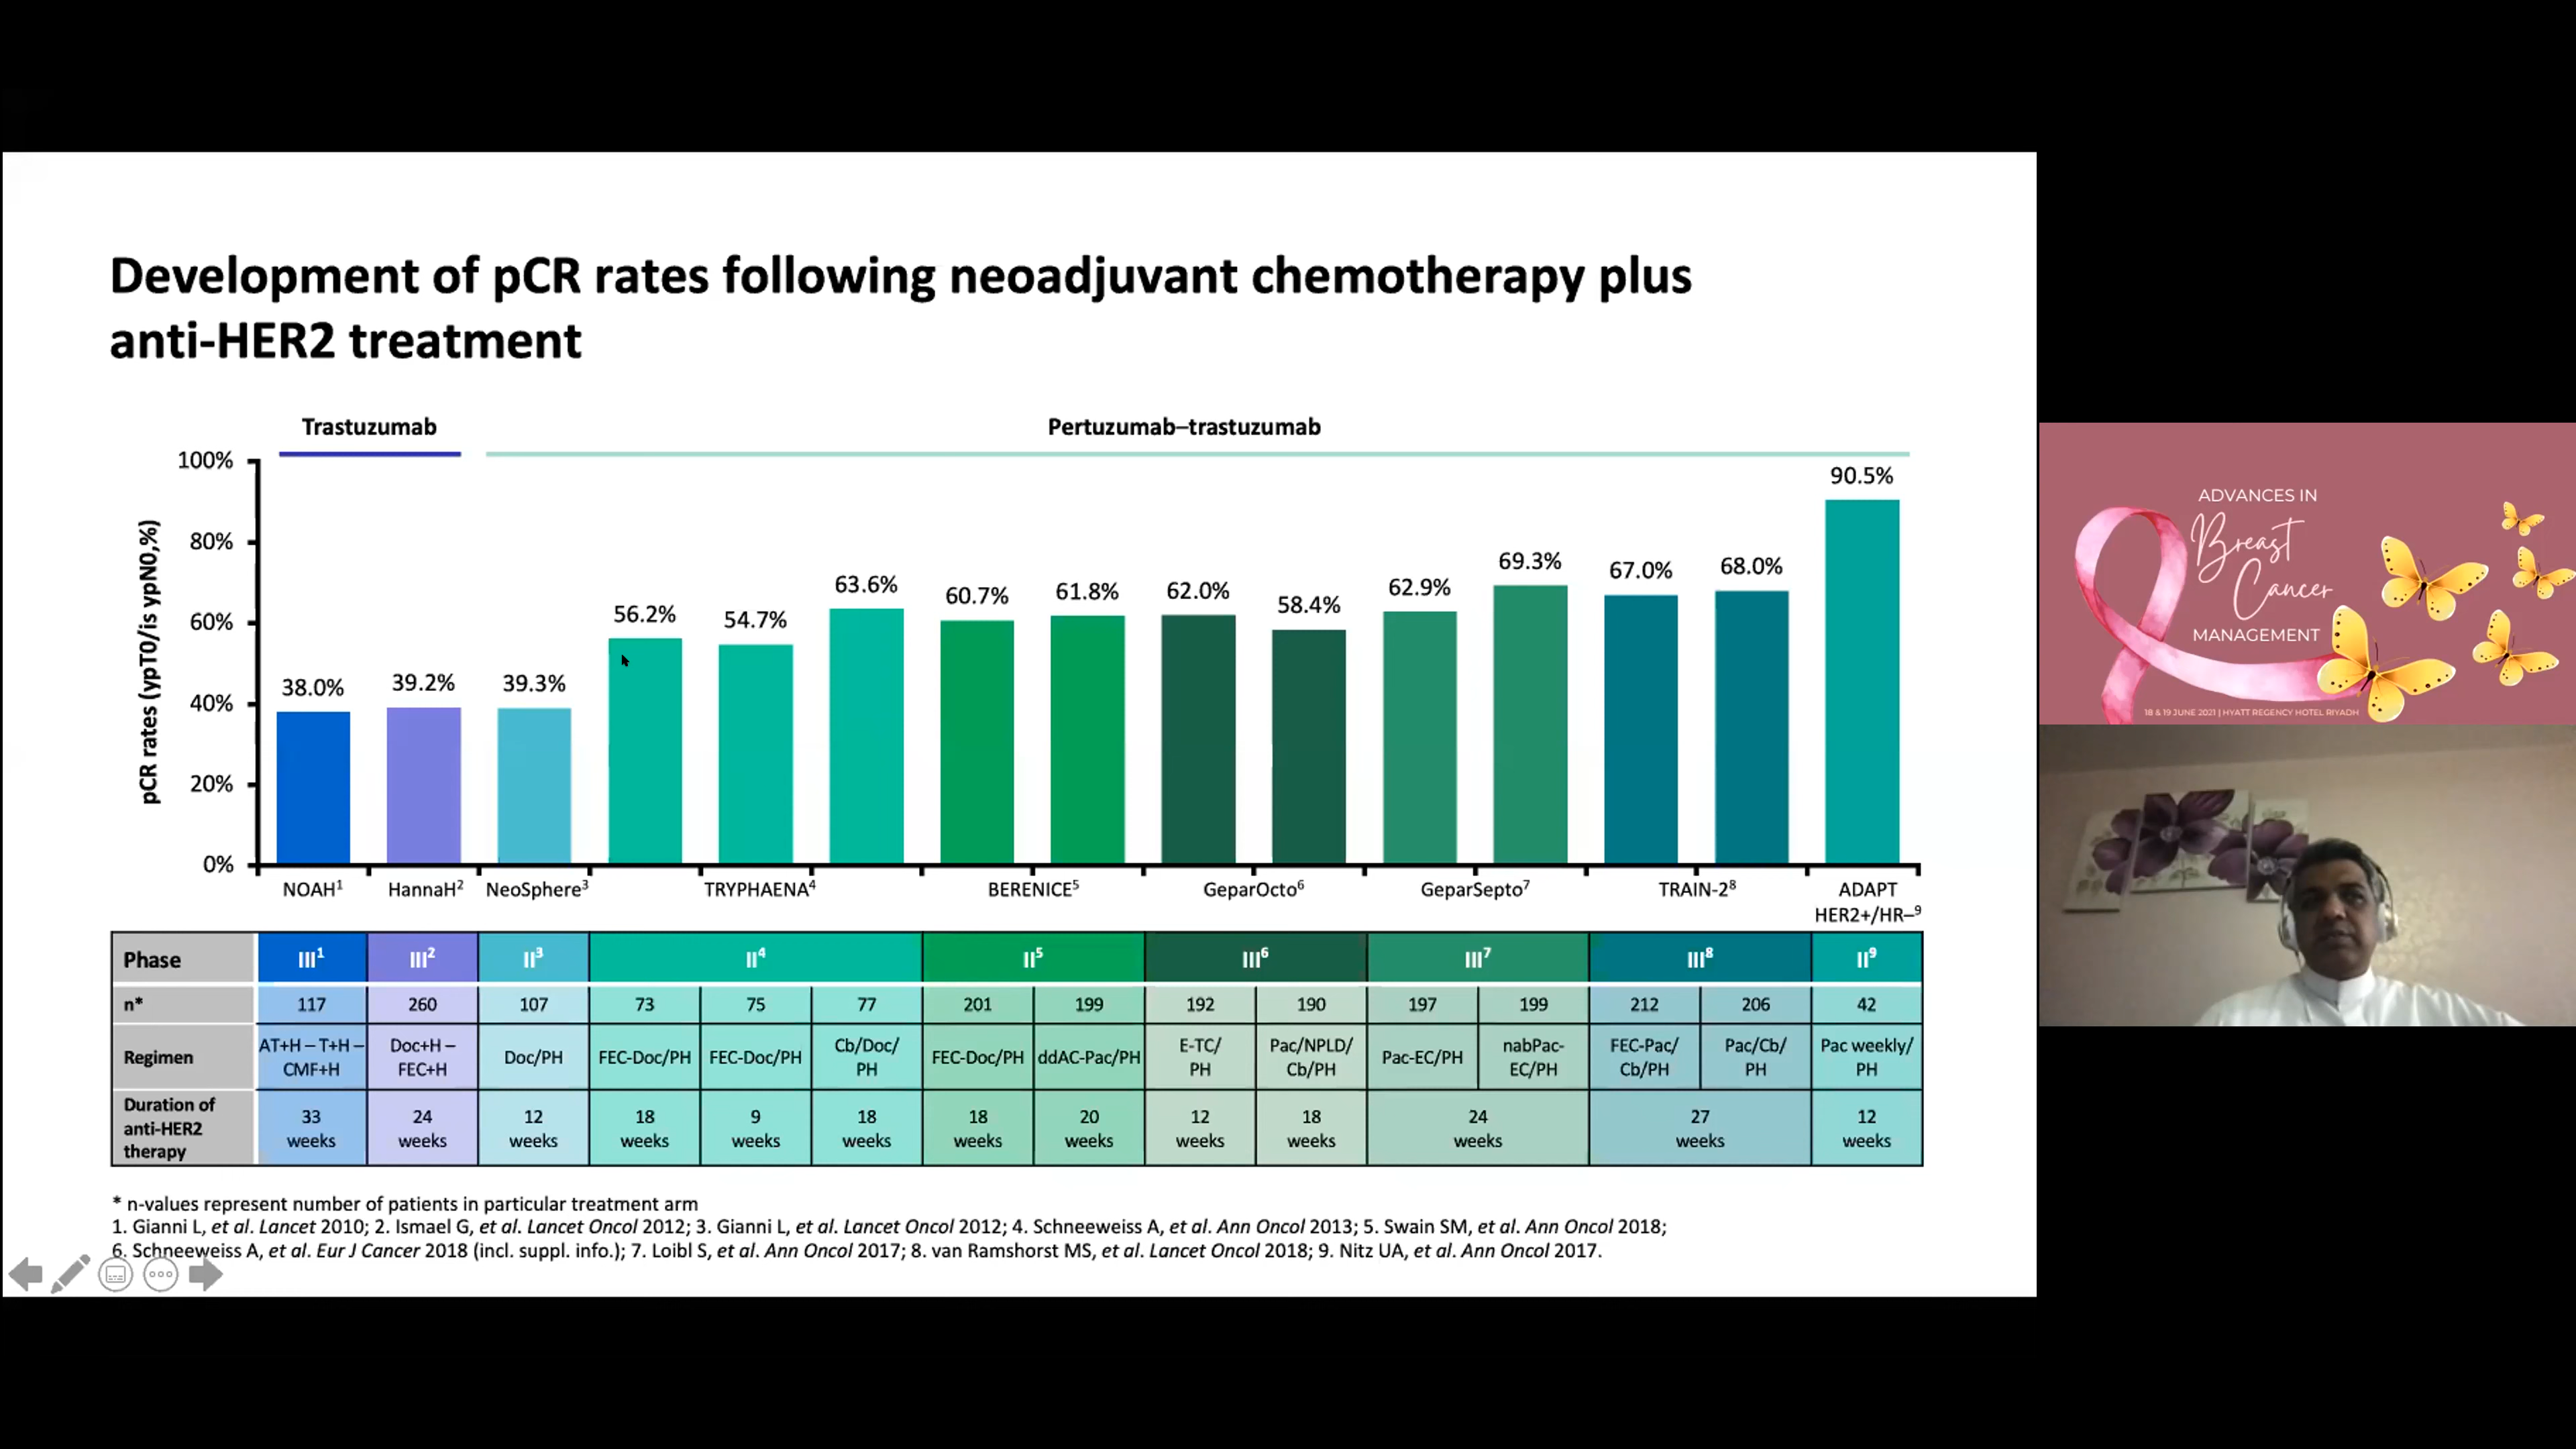 Development of pCR rates following neoadjuvant chemotherapy plus
anti-HER2 treatment
Trastuzumab
Pertuzumab–trastuzumab
pCR rates (ypT0/is ypN0,%)
100%
80%
60%
40%
20%
0%
38.0%
39.2%
39.3%
56.2%
54.7%
63.6%
60.7%
61.8%
62.0%
58.4%
62.9%
69.3%
67.0%
68.0%
90.5%
NOAH1 HannaH2 NeoSphere3 TRYPHAENA4 BERENICE5 GeparOcto6 GeparSepto7 TRAIN-28 ADAPT
HER2+/HR–9
Phase III1 III2 II3 II4 II5 III6 III7 III8 II9
n* 117 260 107 73 75 77 201 199 192 190 197 199 212 206 42
Regimen
AT+H – T+H –
CMF+H
Doc+H –
FEC+H
Doc/PH
FEC-Doc/PH
FEC-Doc/PH
Cb/Doc/
PH
FEC-Doc/PH
ddAC-Pac/PH
E-TC/
PH
Pac/NPLD/
Cb/PH
Pac-EC/PH
nabPac-
EC/PH
FEC-Pac/
Cb/PH
Pac/Cb/
PH
Pac weekly/
PH
Duration of
anti-HER2
therapy
33
weeks
24
weeks
12
weeks
18
weeks
9
weeks
18
weeks
18
weeks
20
weeks
12
weeks
18
weeks
24
weeks
27
weeks
12
weeks
* n-values represent number of patients in particular treatment arm
1. Gianni L, et al. Lancet 2010; 2. Ismael G, et al. Lancet Oncol 2012; 3. Gianni L, et al. Lancet Oncol 2012; 4. Schneeweiss A, et al. Ann Oncol 2013; 5. Swain SM, et al. Ann Oncol 2018;
6. Schneeweiss A, et al. Eur J Cancer 2018 (incl. suppl. info.); 7. Loibl S, et al. Ann Oncol 2017; 8. van Ramshorst MS, et al. Lancet Oncol 2018; 9. Nitz UA, et al. Ann Oncol 2017.
ADVANCES IN
Breast
Cancer
MANAGEMENT
18 & 19 JUNE 2021 | HYATT REGENCY HOTEL RIYADH